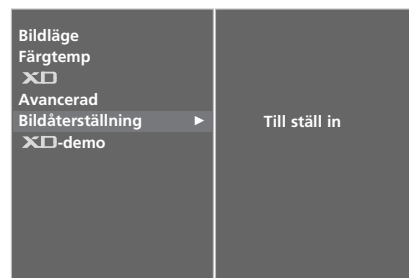 Bildläge
Färgtemp
XD
Avancerad
Bildåterställning ►
XD-demo
Till ställ in